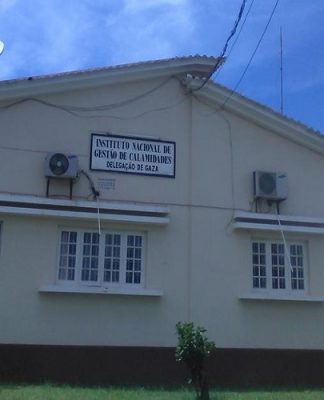 INSTITUTO NACIONAL DE
GESTÃO DE CALAMIDADES
DELEGAÇÃO DE GAZA